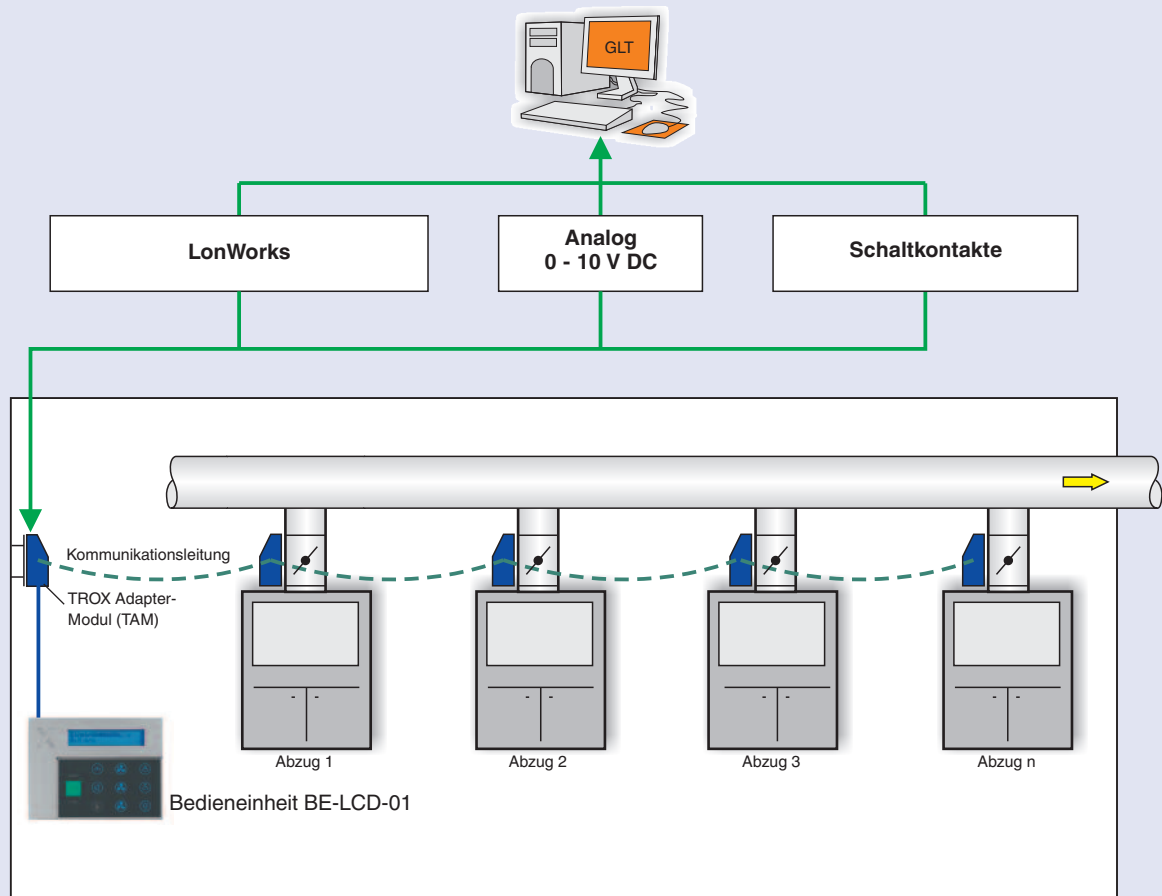 GLT
LonWorks
Analog
0 - 10 V DC
Schaltkontakte
Kommunikationsleitung
TROX Adapter-
Modul (TAM)
Abzug 1
Abzug 2
Abzug 3
Abzug n
Bedieneinheit BE-LCD-01